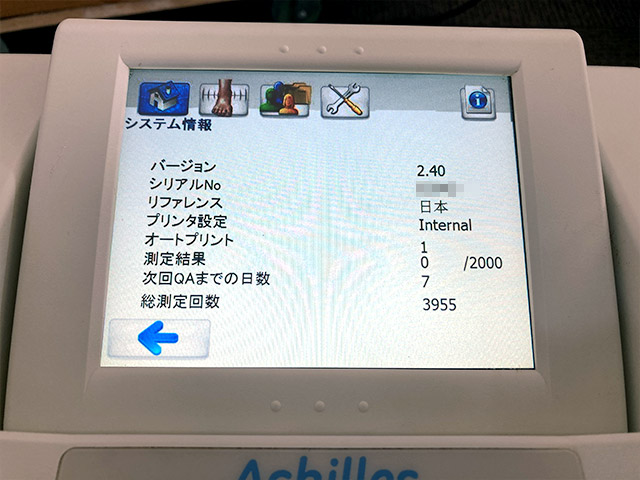 システム情報
バージョン 2.40
シリアルNo
リファレンス 日本
プリンタ設定 Internal
オートプリント 1
測定結果 0 /2000
次回QAまでの日数 7
総測定回数 3955
Achilles